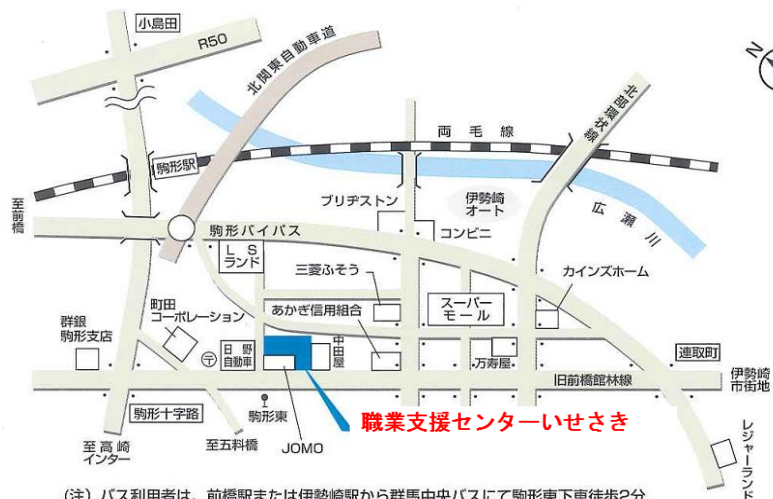 小島田
R50
北関東自動車道
N
北部環状線
両毛線
駒形駅
至前橋
ブリヂストン
伊勢崎
オート
広瀬川
駒形バイパス
コンビニ
LS
ランド
三菱ふそう
カインズホーム
町田
コーポレーション
あかぎ信用組合
スーパー
モール
群銀
駒形支店
〒
日野
自動車
中田屋
万寿屋
連取町
旧前橋館林線
伊勢崎
市街地
駒形十字路
駒形東
職業支援センターいせさき
至高崎
インター
至五料橋
JOMO
レジャーランド
(注) バス利用者は、前橋駅または伊勢崎駅から群馬中央バスにて駒形東下車徒歩2分